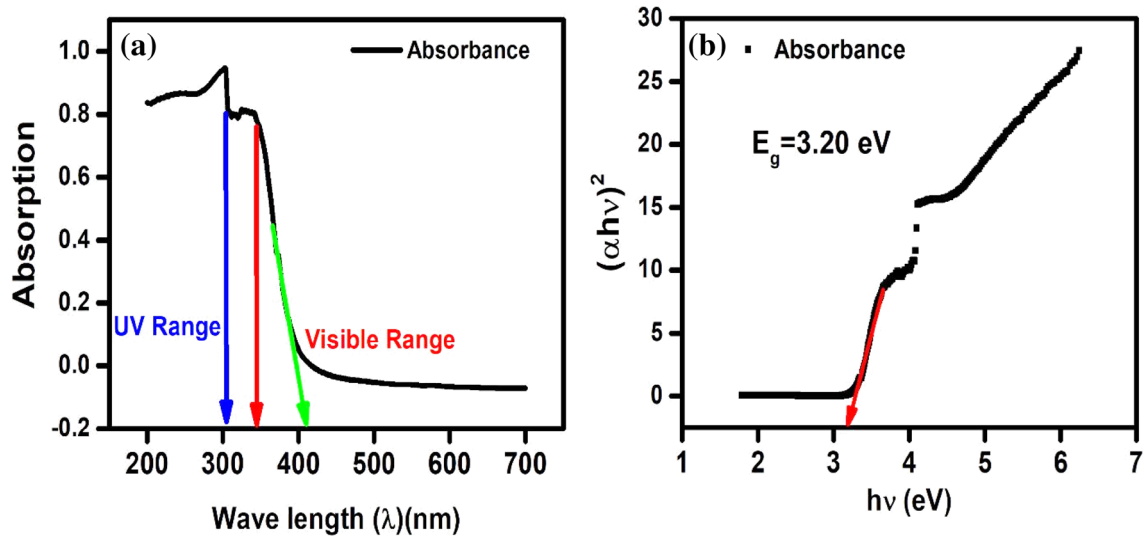 (a)
Absorbance
1.0
0.8
0.6
0.4
0.2
0.0
-0.2
Absorption
UV Range
Visible Range
200 300 400 500 600 700
Wave length (λ)(nm)
(b)
Absorbance
E_g=3.20 eV
30
25
20
15
10
5
0
(αhν)²
1 2 3 4 5 6 7
hν (eV)